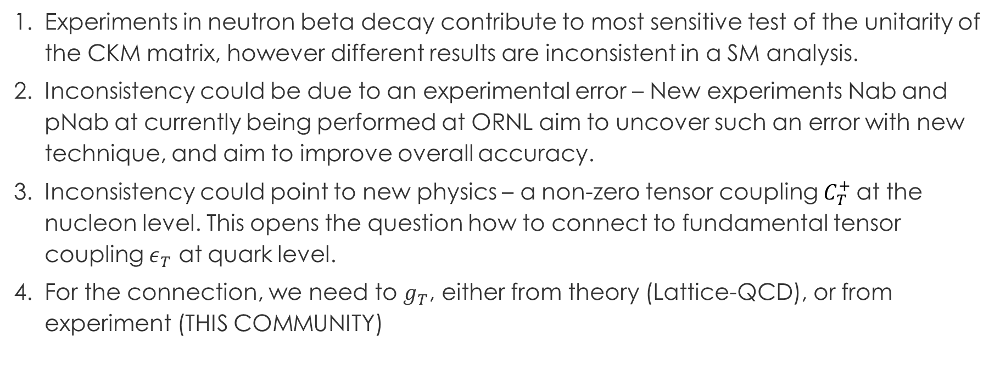 1. Experiments in neutron beta decay contribute to most sensitive test of the unitarity of
the CKM matrix, however different results are inconsistent in a SM analysis.
2. Inconsistency could be due to an experimental error – New experiments Nab and
pNab at currently being performed at ORNL aim to uncover such an error with new
technique, and aim to improve overall accuracy.
3. Inconsistency could point to new physics – a non-zero tensor coupling $C_T^+$ at the
nucleon level. This opens the question how to connect to fundamental tensor
coupling $\epsilon_T$ at quark level.
4. For the connection, we need to $g_T$, either from theory (Lattice-QCD), or from
experiment (THIS COMMUNITY)